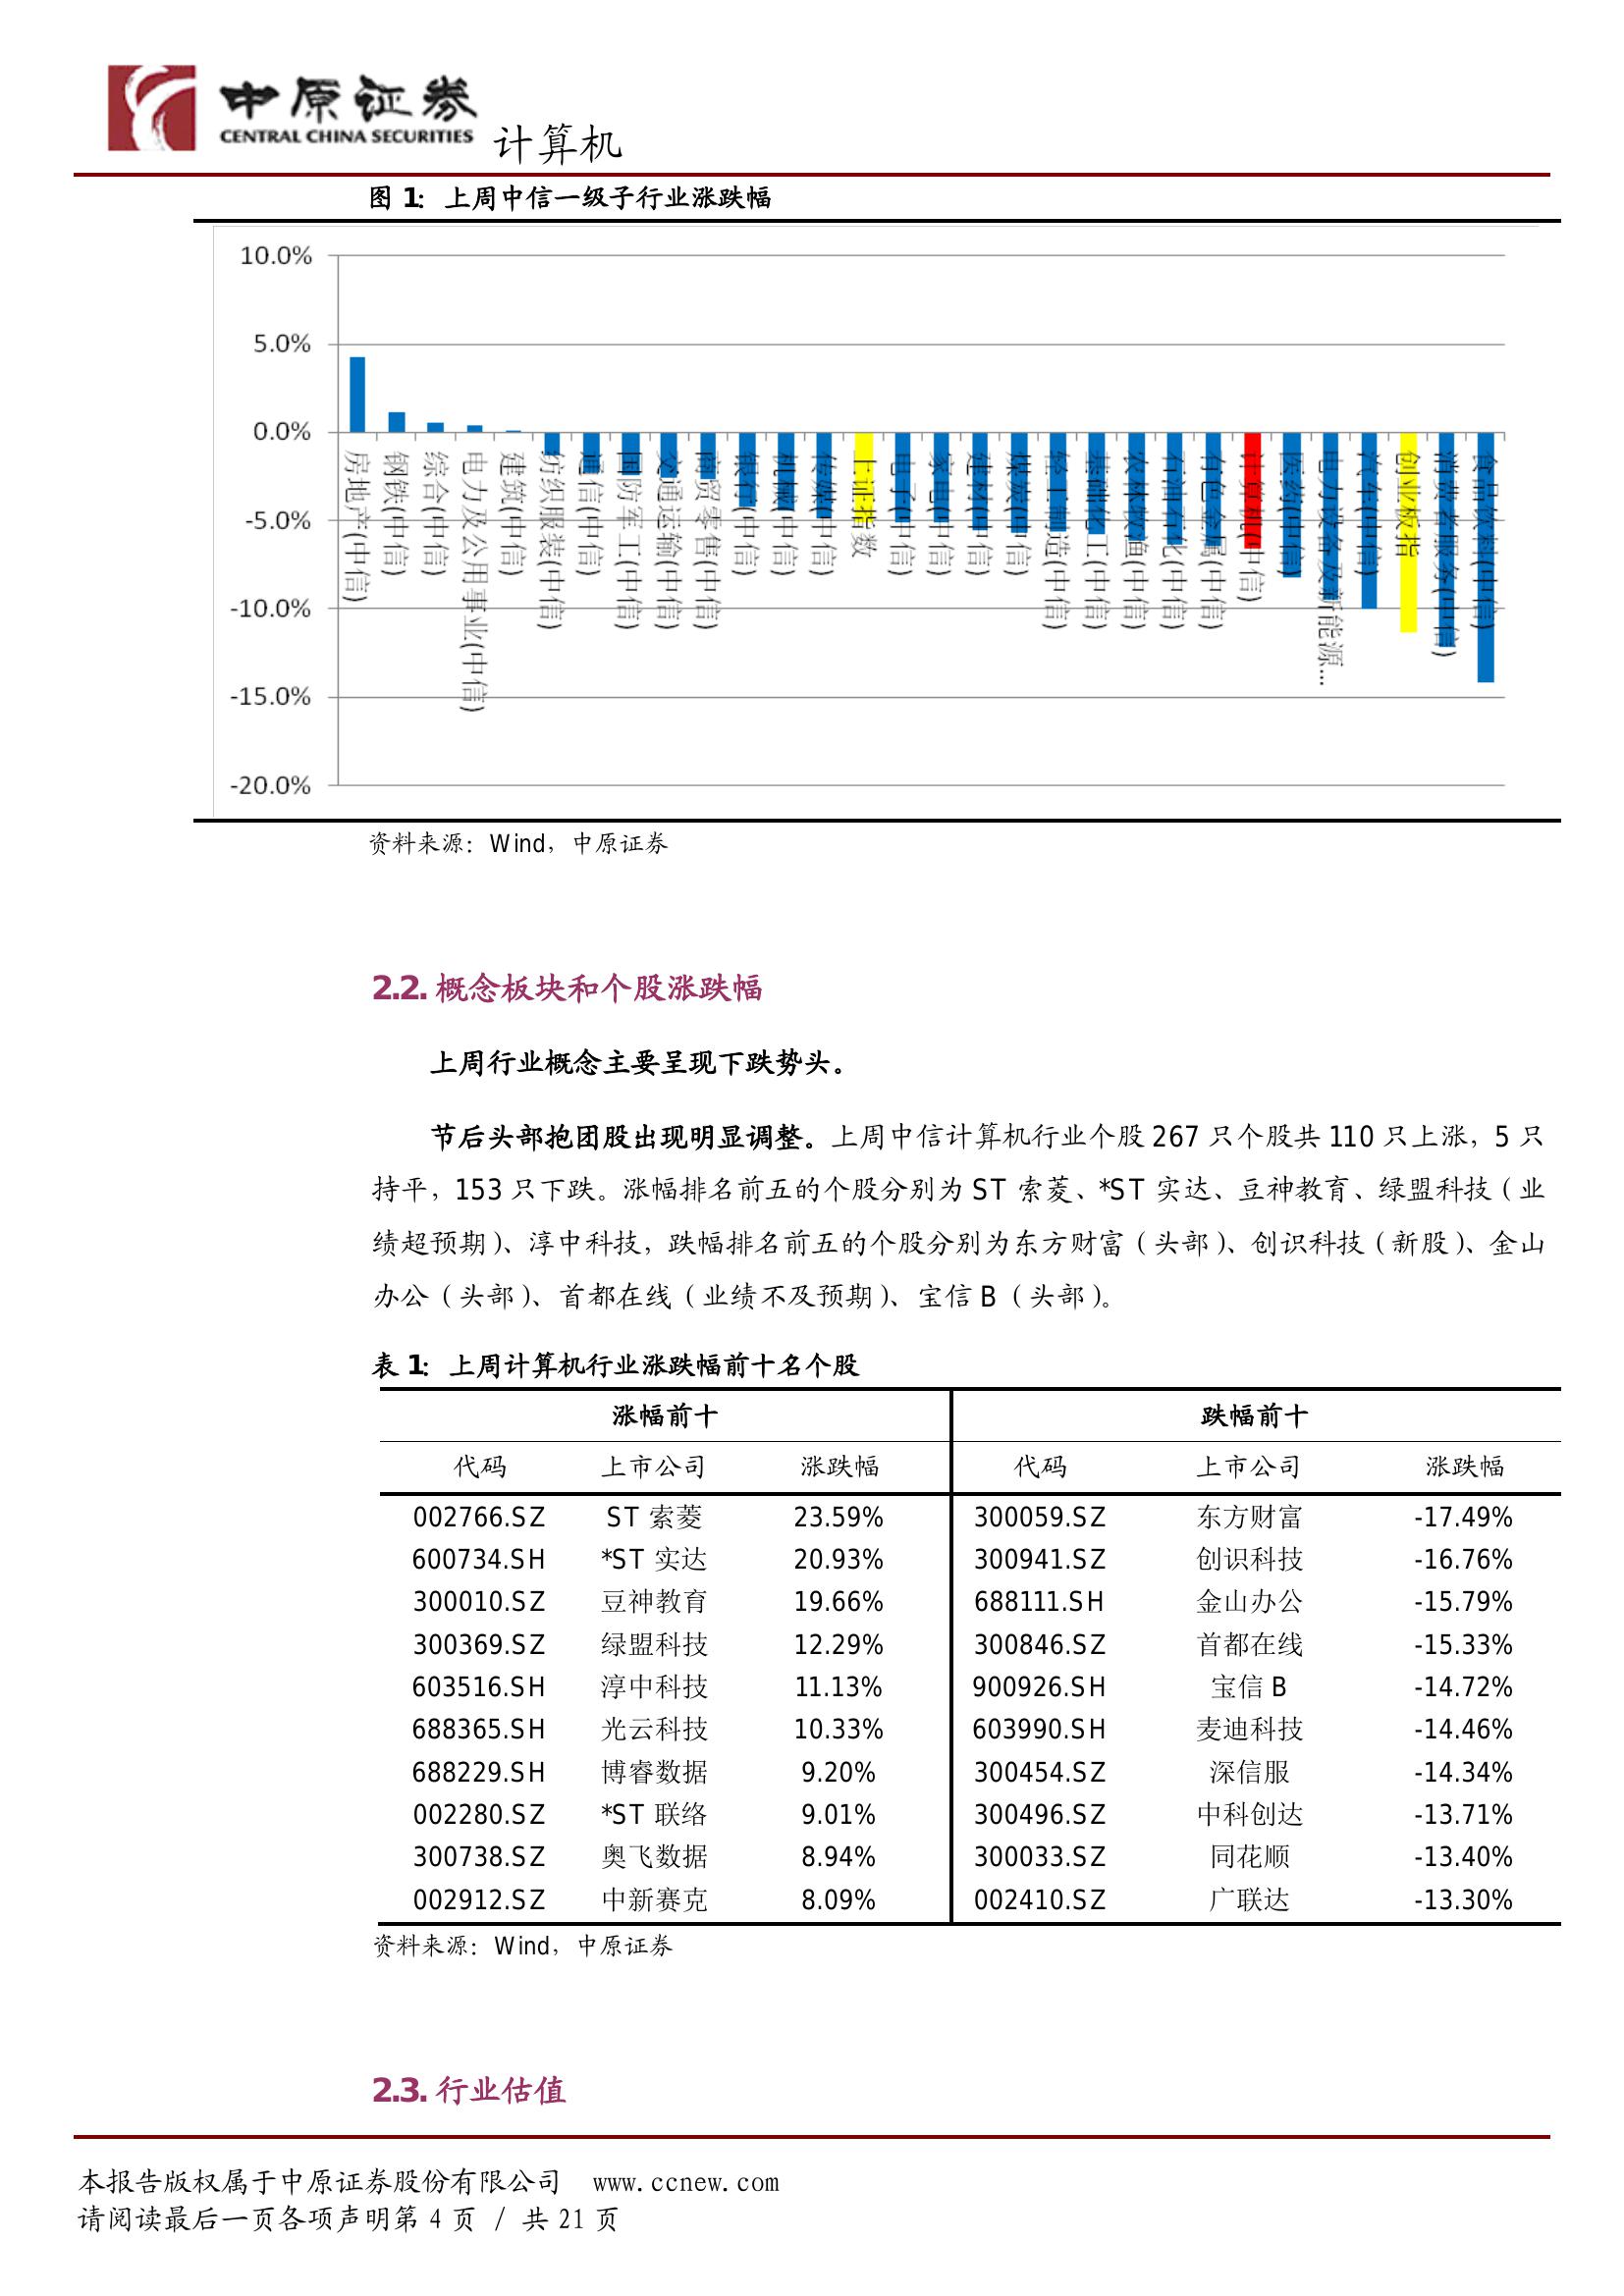 中原证券
CENTRAL CHINA SECURITIES
计算机
图 1: 上周中信一级子行业涨跌幅
10.0%
5.0%
0.0%
-5.0%
-10.0%
-15.0%
-20.0%
房地产(中信)
钢铁(中信)
综合(中信)
电力及公用事业(中信)
建筑(中信)
纺织服装(中信)
通信(中信)
国防军工(中信)
交通运输(中信)
商贸零售(中信)
银行(中信)
机械(中信)
传媒(中信)
上证指数
电子(中信)
家电(中信)
建材(中信)
煤炭(中信)
轻工制造(中信)
基础化工(中信)
农林牧渔(中信)
石油石化(中信)
有色金属(中信)
计算机(中信)
医药(中信)
电力设备及新能源...
汽车(中信)
创业板指
消费者服务(中信)
食品饮料(中信)
资料来源：Wind，中原证券
2.2. 概念板块和个股涨跌幅
上周行业概念主要呈现下跌势头。
节后头部抱团股出现明显调整。上周中信计算机行业个股 267 只个股共 110 只上涨，5 只
持平，153 只下跌。涨幅排名前五的个股分别为 ST 索菱、*ST 实达、豆神教育、绿盟科技（业
绩超预期）、淳中科技，跌幅排名前五的个股分别为东方财富（头部）、创识科技（新股）、金山
办公（头部）、首都在线（业绩不及预期）、宝信 B（头部）。
表 1: 上周计算机行业涨跌幅前十名个股
涨幅前十 跌幅前十
代码 上市公司 涨跌幅 代码 上市公司 涨跌幅
002766.SZ ST 索菱 23.59% 300059.SZ 东方财富 -17.49%
600734.SH *ST 实达 20.93% 300941.SZ 创识科技 -16.76%
300010.SZ 豆神教育 19.66% 688111.SH 金山办公 -15.79%
300369.SZ 绿盟科技 12.29% 300846.SZ 首都在线 -15.33%
603516.SH 淳中科技 11.13% 900926.SH 宝信 B -14.72%
688365.SH 光云科技 10.33% 603990.SH 麦迪科技 -14.46%
688229.SH 博睿数据 9.20% 300454.SZ 深信服 -14.34%
002280.SZ *ST 联络 9.01% 300496.SZ 中科创达 -13.71%
300738.SZ 奥飞数据 8.94% 300033.SZ 同花顺 -13.40%
002912.SZ 中新赛克 8.09% 002410.SZ 广联达 -13.30%
资料来源：Wind，中原证券
2.3. 行业估值
本报告版权属于中原证券股份有限公司 www.ccnew.com
请阅读最后一页各项声明第 4 页 / 共 21 页